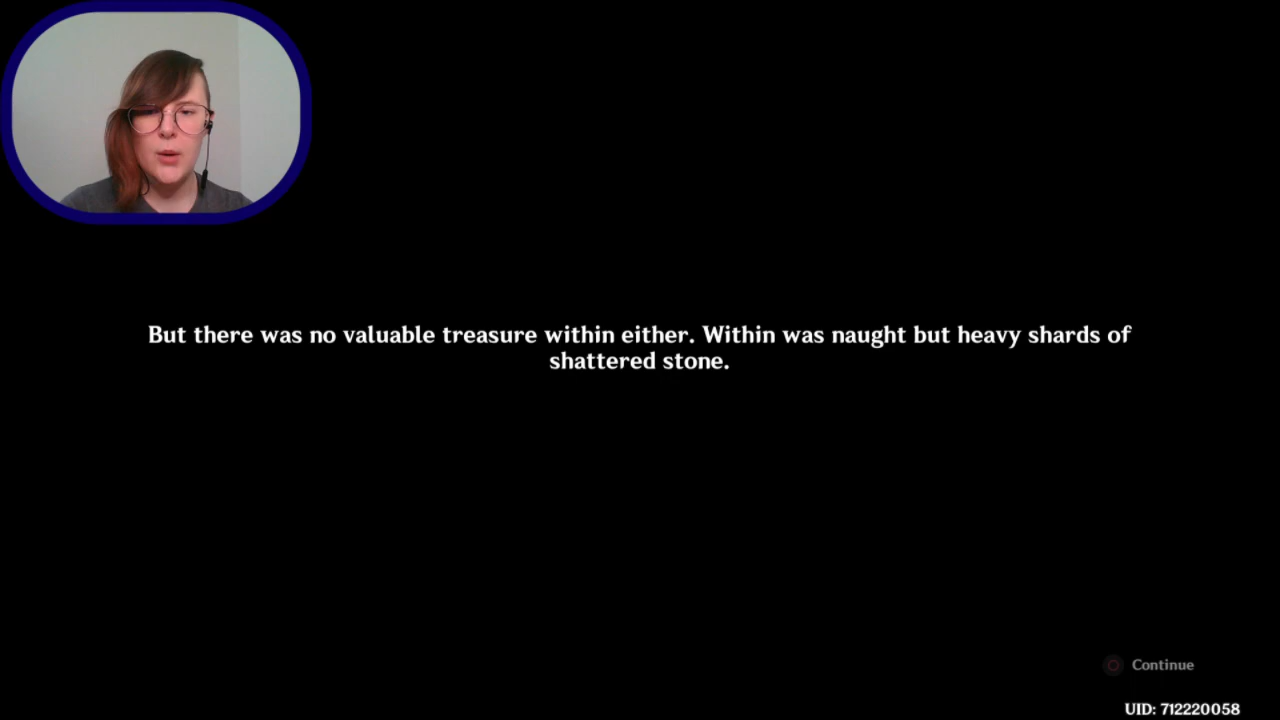 But there was no valuable treasure within either. Within was naught but heavy shards of
shattered stone.
Continue
UID: 712220058